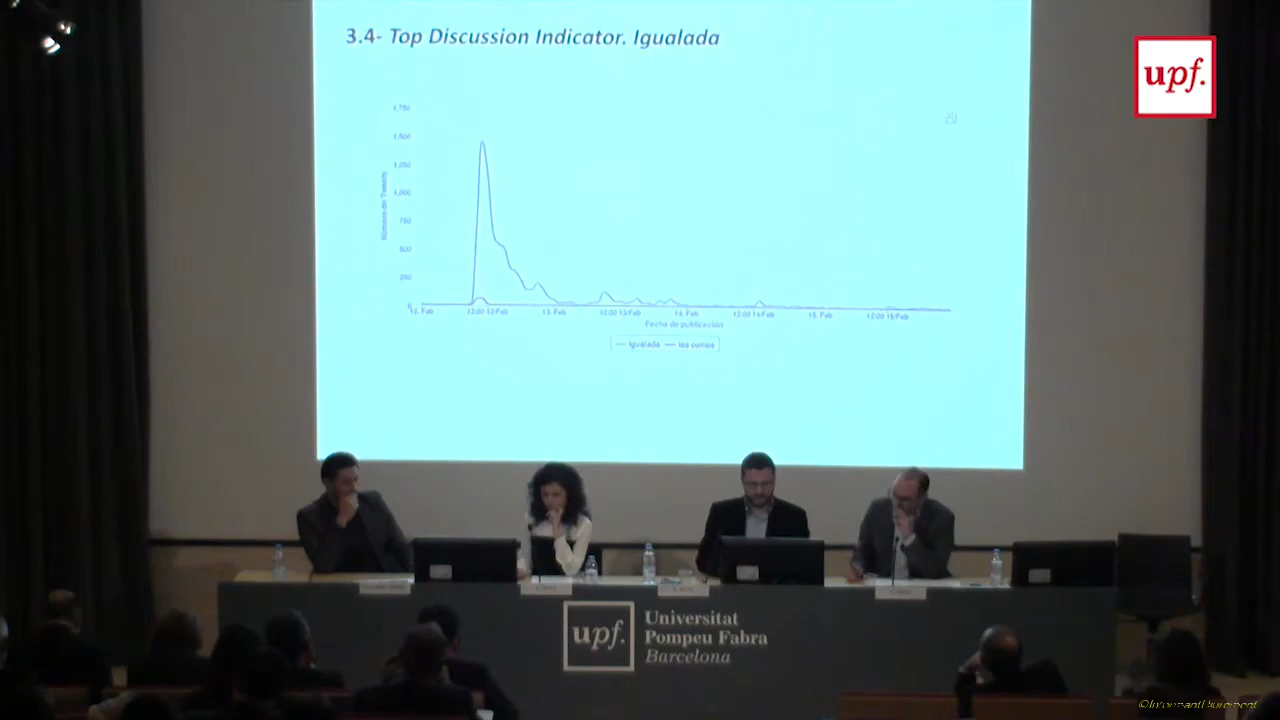 3.4- Top Discussion Indicator. Igualada
upf.
1,750
1,500
1,250
1,000
750
500
250
0
Número de Tweets
12. Feb
12:00 12/Feb
13. Feb
12:00 13/Feb
14. Feb
12:00 14/Feb
15. Feb
12:00 15/Feb
Fecha de publicación
Igualada
upf.
Universitat
Pompeu Fabra
Barcelona